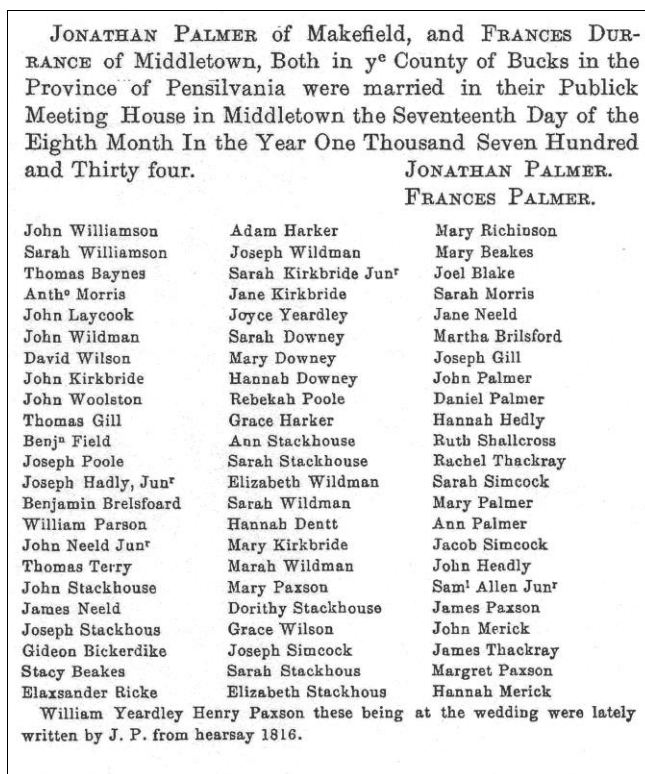 JONATHAN PALMER of Makefield, and FRANCES DUR-
RANCE of Middletown, Both in yᵉ County of Bucks in the
Province of Pensilvania were married in their Publick
Meeting House in Middletown the Seventeenth Day of the
Eighth Month In the Year One Thousand Seven Hundred
and Thirty four. JONATHAN PALMER.
FRANCES PALMER.
John Williamson Adam Harker Mary Richinson
Sarah Williamson Joseph Wildman Mary Beakes
Thomas Baynes Sarah Kirkbride Junʳ Joel Blake
Anthᵒ Morris Jane Kirkbride Sarah Morris
John Laycook Joyce Yeardley Jane Neeld
John Wildman Sarah Downey Martha Brilsford
David Wilson Mary Downey Joseph Gill
John Kirkbride Hannah Downey John Palmer
John Woolston Rebekah Poole Daniel Palmer
Thomas Gill Grace Harker Hannah Hedly
Benjⁿ Field Ann Stackhouse Ruth Shallcross
Joseph Poole Sarah Stackhouse Rachel Thackray
Joseph Hadly, Junʳ Elizabeth Wildman Sarah Simcock
Benjamin Brelsfoard Sarah Wildman Mary Palmer
William Parson Hannah Dentt Ann Palmer
John Neeld Junʳ Mary Kirkbride Jacob Simcock
Thomas Terry Marah Wildman John Headly
John Stackhouse Mary Paxson Samˡ Allen Junʳ
James Neeld Dorithy Stackhouse James Paxson
Joseph Stackhous Grace Wilson John Merick
Gideon Bickerdike Joseph Simcock James Thackray
Stacy Beakes Sarah Stackhous Margret Paxson
Elaxsander Ricke Elizabeth Stackhous Hannah Merick
William Yeardley Henry Paxson these being at the wedding were lately
written by J. P. from hearsay 1816.